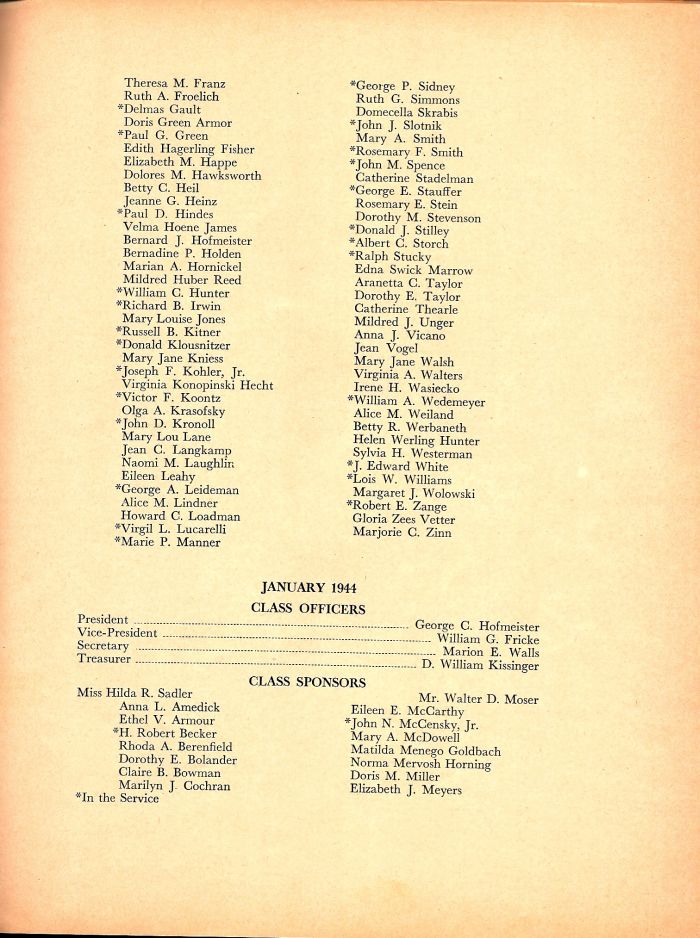 Theresa M. Franz
Ruth A. Froelich
*Delmas Gault
Doris Green Armor
*Paul G. Green
Edith Hagerling Fisher
Elizabeth M. Happe
Dolores M. Hawksworth
Betty C. Heil
Jeanne G. Heinz
*Paul D. Hindes
Velma Hoene James
Bernard J. Hofmeister
Bernadine P. Holden
Marian A. Hornickel
Mildred Huber Reed
*William C. Hunter
*Richard B. Irwin
Mary Louise Jones
*Russell B. Kitner
*Donald Klousnitzer
Mary Jane Kniess
*Joseph F. Kohler, Jr.
Virginia Konopinski Hecht
*Victor F. Koontz
Olga A. Krasofsky
*John D. Kronoll
Mary Lou Lane
Jean C. Langkamp
Naomi M. Laughlin
Eileen Leahy
*George A. Leideman
Alice M. Lindner
Howard C. Loadman
*Virgil L. Lucarelli
*Marie P. Manner
*George P. Sidney
Ruth G. Simmons
Domecella Skrabis
*John J. Slotnik
Mary A. Smith
*Rosemary F. Smith
*John M. Spence
Catherine Stadelman
*George E. Stauffer
Rosemary E. Stein
Dorothy M. Stevenson
*Donald J. Stilley
*Albert C. Storch
*Ralph Stucky
Edna Swick Marrow
Aranetta C. Taylor
Dorothy E. Taylor
Catherine Thearle
Mildred J. Unger
Anna J. Vicano
Jean Vogel
Mary Jane Walsh
Virginia A. Walters
Irene H. Wasiecko
*William A. Wedemeyer
Alice M. Weiland
Betty R. Werbaneth
Helen Werling Hunter
Sylvia H. Westerman
*J. Edward White
*Lois W. Williams
Margaret J. Wolowski
*Robert E. Zange
Gloria Zees Vetter
Marjorie C. Zinn
JANUARY 1944
CLASS OFFICERS
President George C. Hofmeister
Vice-President William G. Fricke
Secretary Marion E. Walls
Treasurer D. William Kissinger
CLASS SPONSORS
Miss Hilda R. Sadler
Mr. Walter D. Moser
Anna L. Amedick
Ethel V. Armour
*H. Robert Becker
Rhoda A. Berenfield
Dorothy E. Bolander
Claire B. Bowman
Marilyn J. Cochran
Eileen E. McCarthy
*John N. McCensky, Jr.
Mary A. McDowell
Matilda Menego Goldbach
Norma Mervosh Horning
Doris M. Miller
Elizabeth J. Meyers
*In the Service